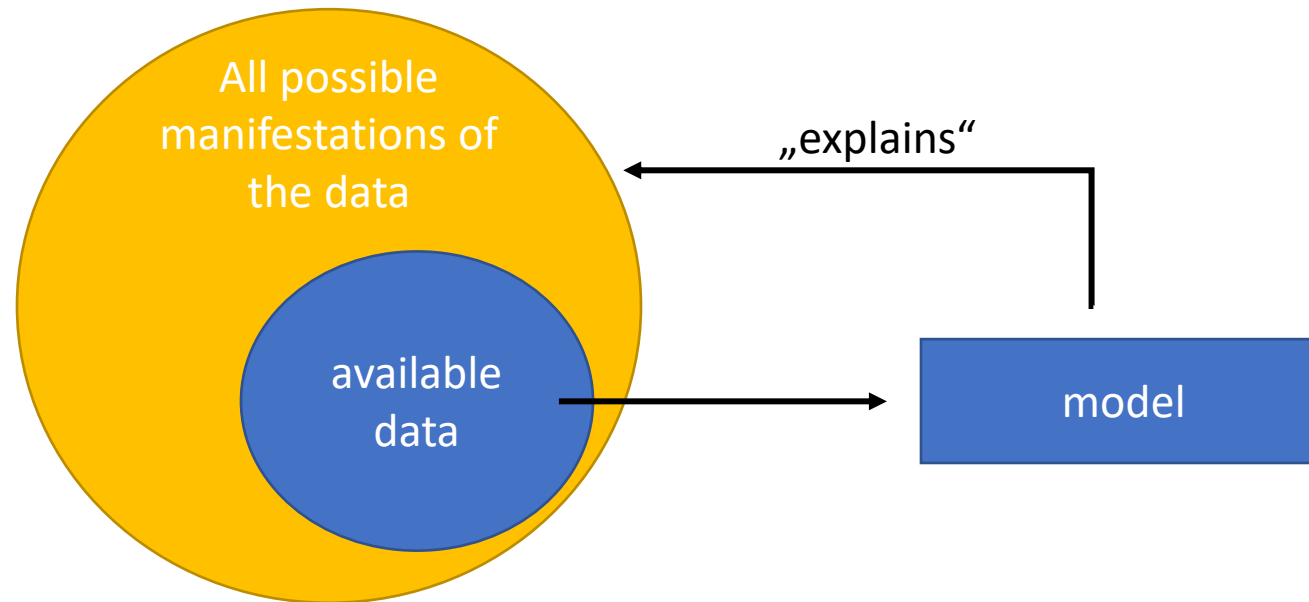 All possible
manifestations of
the data
„explains“
available
data
model